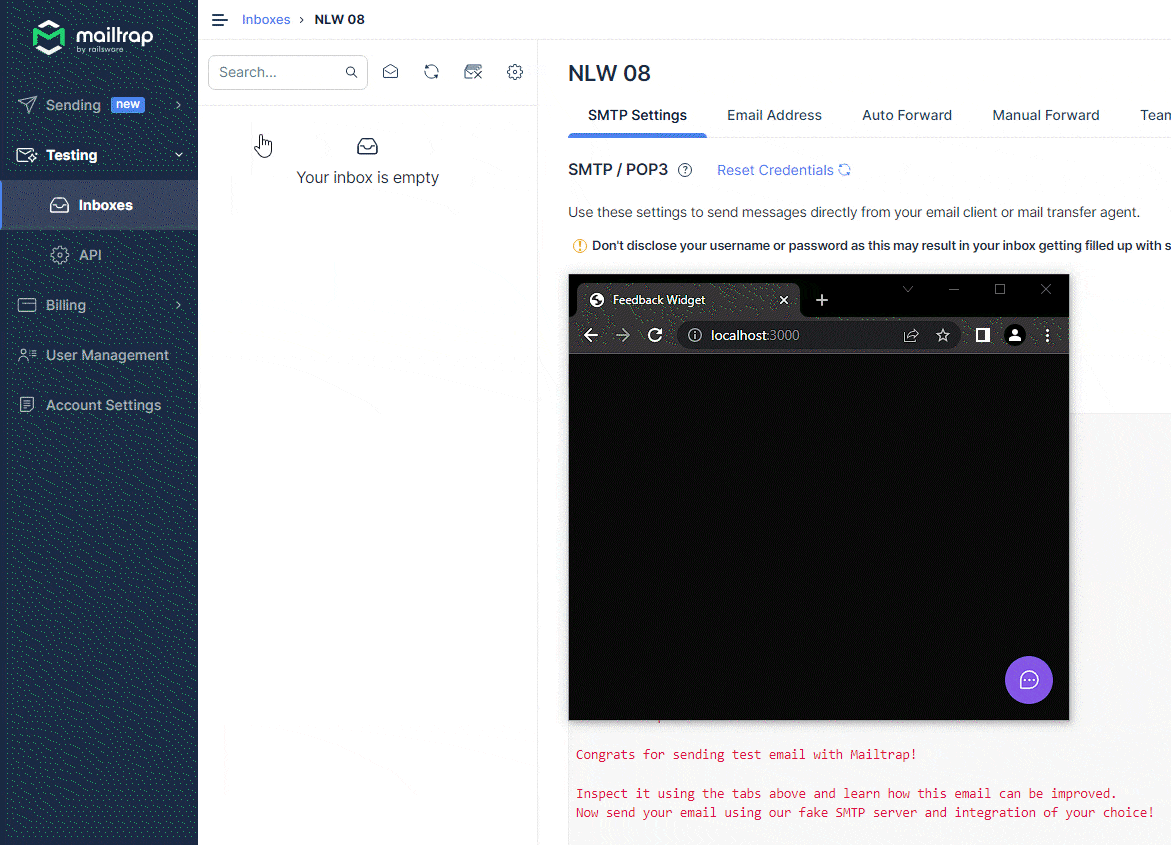 mailtrap
by railsware
Sending new
Testing
Inboxes
API
Billing
User Management
Account Settings
Inboxes › NLW 08
Search...
Your inbox is empty
NLW 08
SMTP Settings Email Address Auto Forward Manual Forward Team
SMTP / POP3 ? Reset Credentials
Use these settings to send messages directly from your email client or mail transfer agent.
Don't disclose your username or password as this may result in your inbox getting filled up with s
Feedback Widget
localhost:3000
Congrats for sending test email with Mailtrap!
Inspect it using the tabs above and learn how this email can be improved.
Now send your email using our fake SMTP server and integration of your choice!